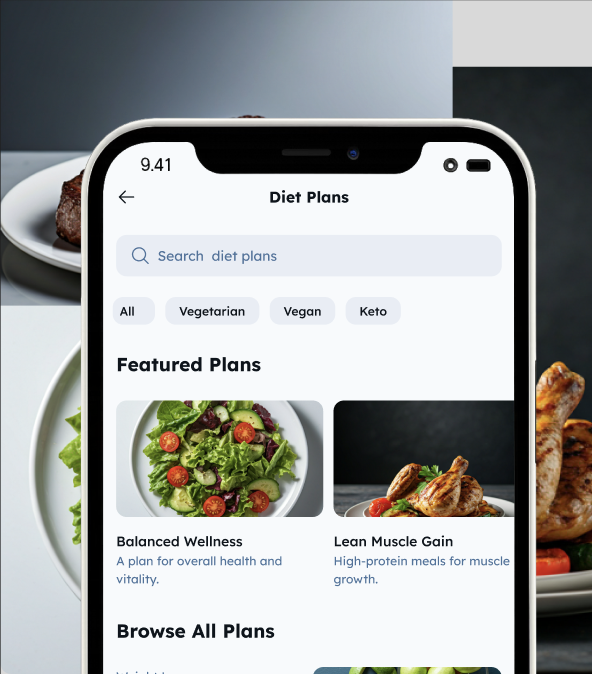 9.41
Diet Plans
Search diet plans
All Vegetarian Vegan Keto
Featured Plans
Balanced Wellness Lean Muscle Gain
A plan for overall health and High-protein meals for muscle
vitality. growth.
Browse All Plans